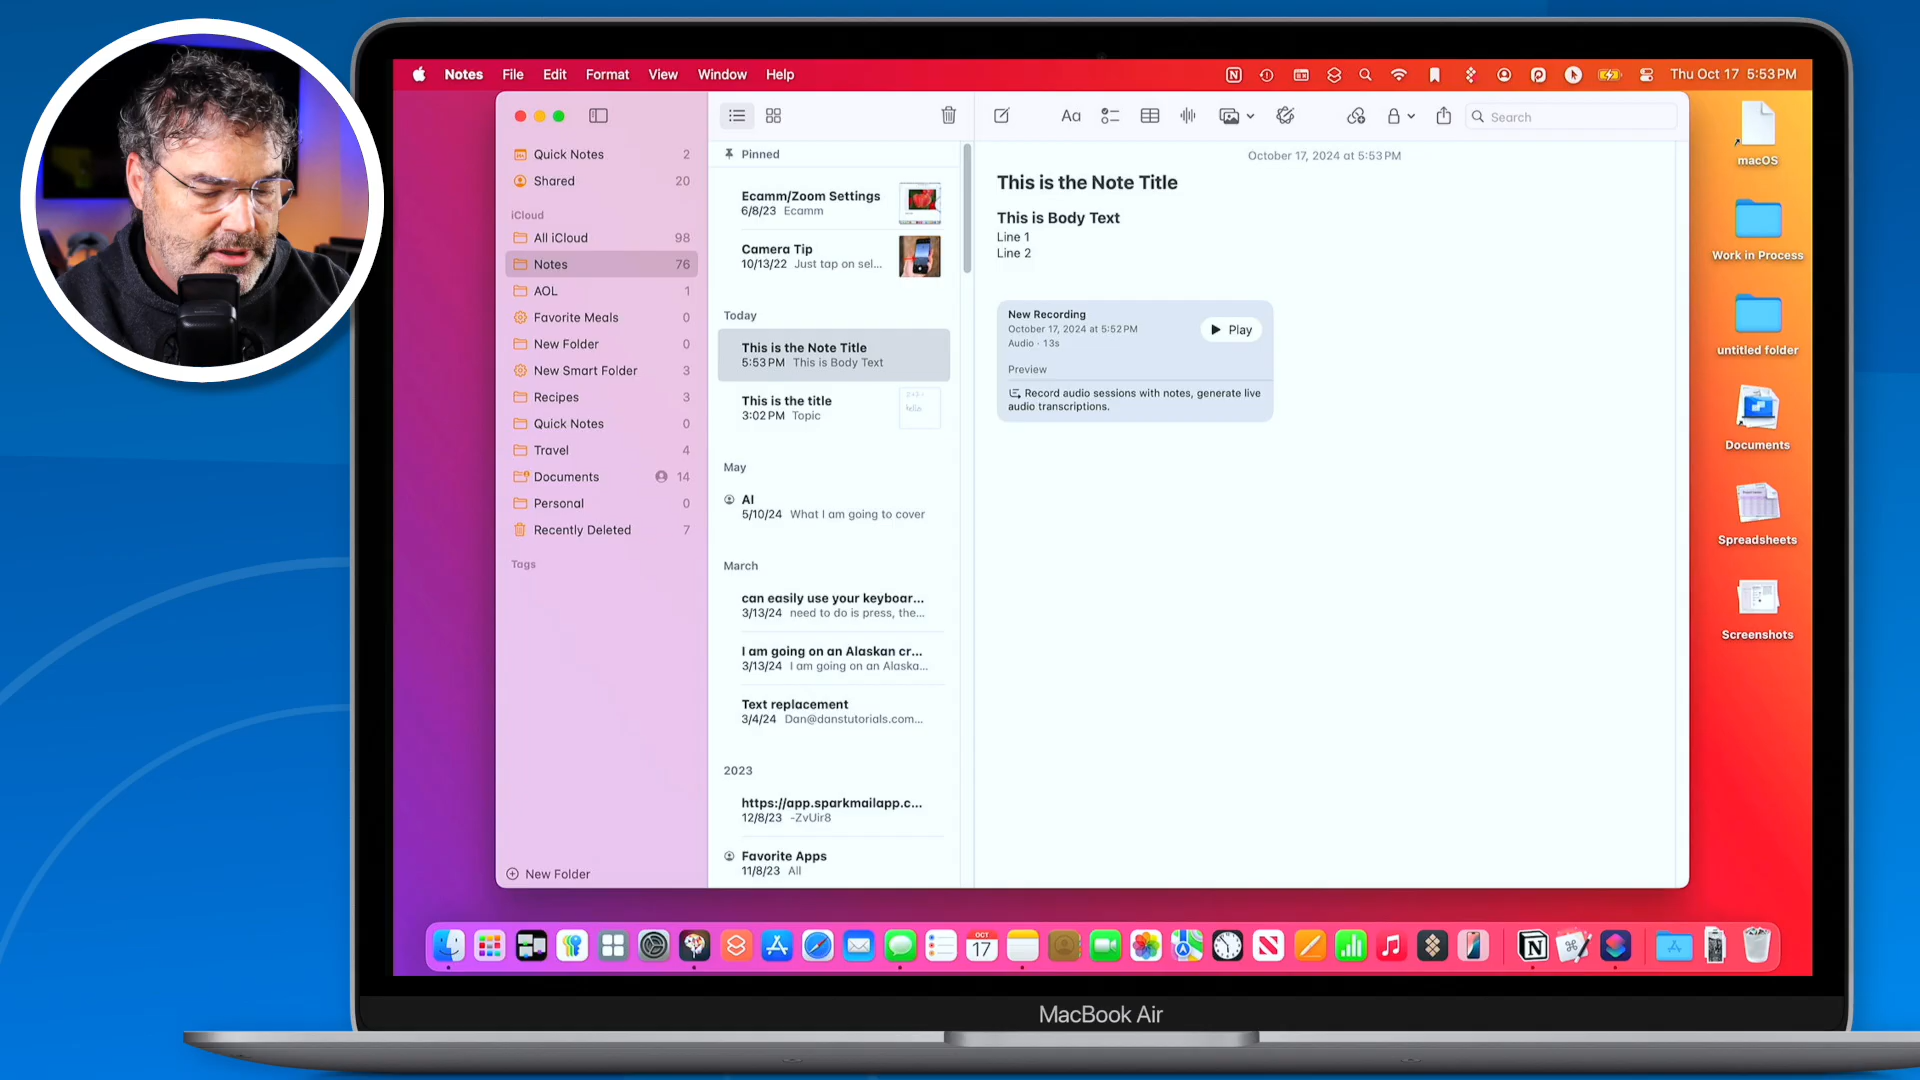 Notes File Edit Format View Window Help
Thu Oct 17 5:53 PM
Search
Quick Notes 2
Shared 20
iCloud
All iCloud 98
Notes 76
AOL 1
Favorite Meals 0
New Folder 0
New Smart Folder 3
Recipes 3
Quick Notes 0
Travel 4
Documents 14
Personal 0
Recently Deleted 7
Tags
New Folder
Pinned
Ecamm/Zoom Settings
6/8/23 Ecamm
Camera Tip
10/13/22 Just tap on sel...
Today
This is the Note Title
5:53 PM This is Body Text
This is the title
3:02 PM Topic
hello
May
AI
5/10/24 What I am going to cover
March
can easily use your keyboar...
3/13/24 need to do is press, the...
I am going on an Alaskan cr...
3/13/24 I am going on an Alaska...
Text replacement
3/4/24 Dan@danstutorials.com...
2023
https://app.sparkmailapp.c...
12/8/23 -ZvUir8
Favorite Apps
11/8/23 All
October 17, 2024 at 5:53 PM
This is the Note Title
This is Body Text
Line 1
Line 2
New Recording
October 17, 2024 at 5:52 PM
Audio · 13s
Play
Preview
Record audio sessions with notes, generate live
audio transcriptions.
macOS
Work in Process
untitled folder
Documents
Spreadsheets
Screenshots
OCT
17
MacBook Air